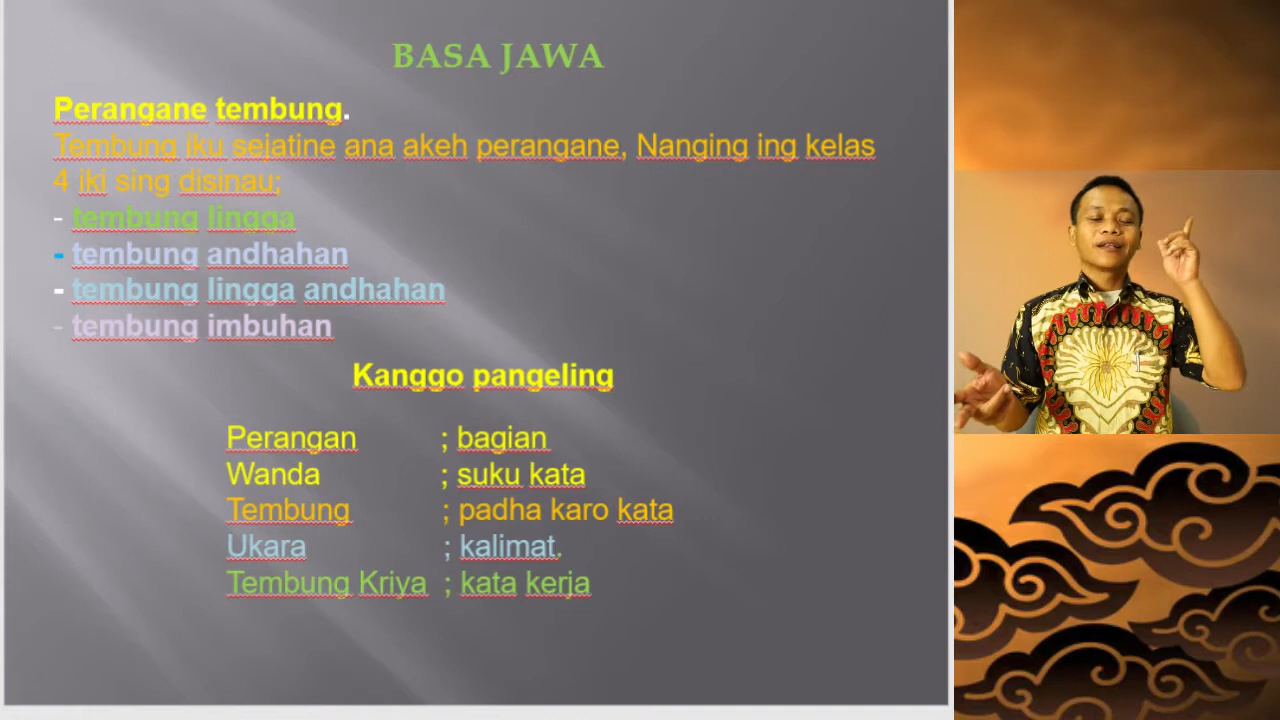 BASA JAWA
Perangane tembung.
Tembung iku sejatine ana akeh perangane, Nanging ing kelas
4 iki sing disinau;
- tembung lingga
- tembung andhahan
- tembung lingga andhahan
- tembung imbuhan
Kanggo pangeling
Perangan ; bagian
Wanda ; suku kata
Tembung ; padha karo kata
Ukara ; kalimat.
Tembung Kriya ; kata kerja